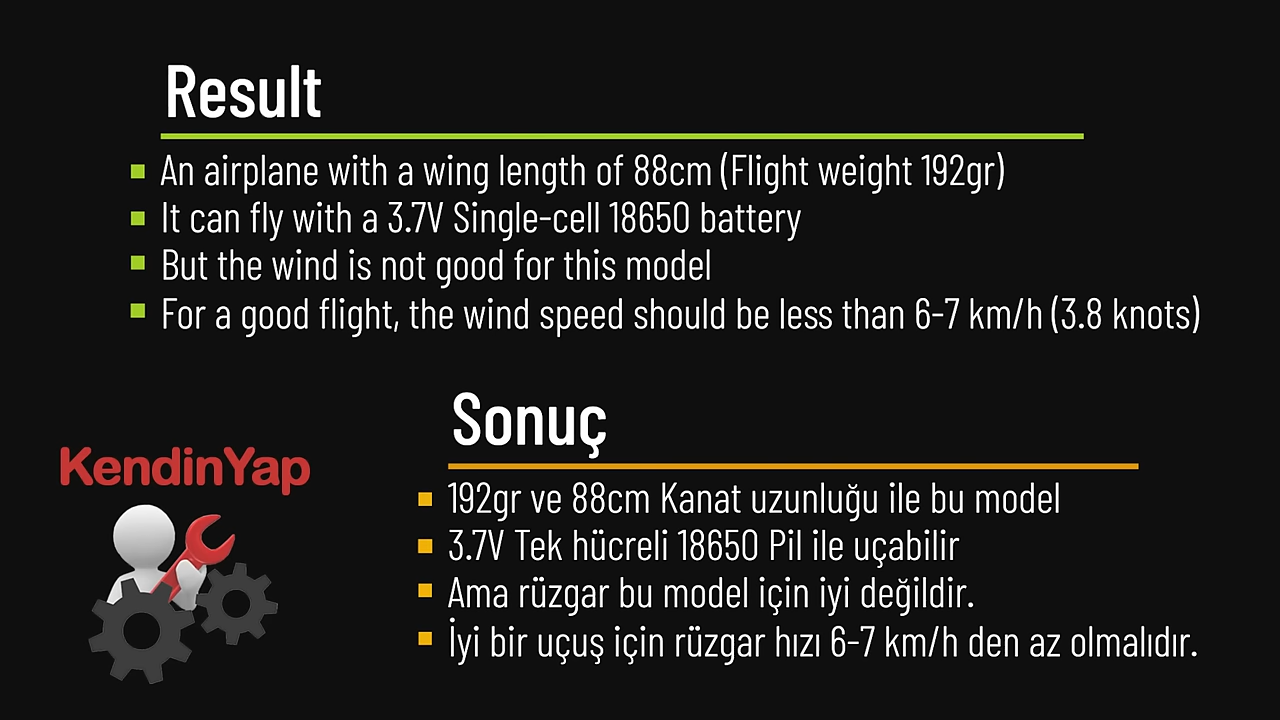 Result
An airplane with a wing length of 88cm (Flight weight 192gr)
It can fly with a 3.7V Single-cell 18650 battery
But the wind is not good for this model
For a good flight, the wind speed should be less than 6-7 km/h (3.8 knots)
Sonuç
KendinYap
192gr ve 88cm Kanat uzunluğu ile bu model
3.7V Tek hücreli 18650 Pil ile uçabilir
Ama rüzgar bu model için iyi değildir.
İyi bir uçuş için rüzgar hızı 6-7 km/h den az olmalıdır.